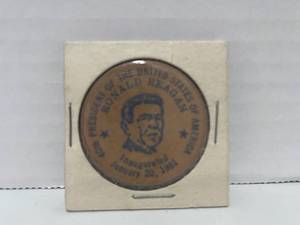 40th PRESIDENT OF THE UNITED STATES OF AMERICA
RONALD REAGAN
Inaugurated
January 20, 1981